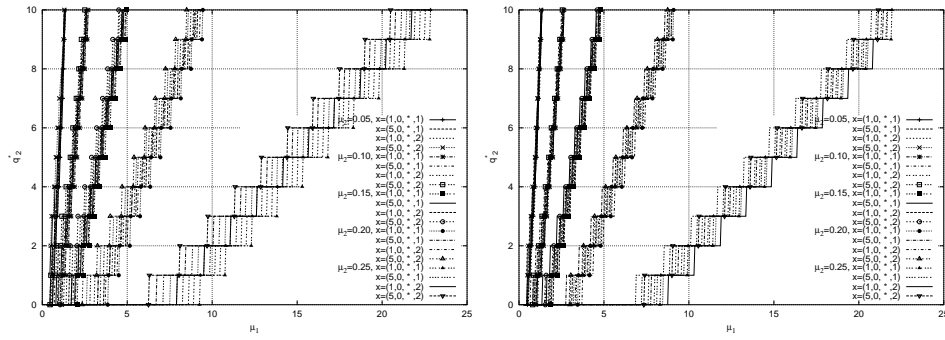 10
8
6
4
2
0
q*2
0 5 10 15 20 25
μ1
μ2=0.05, x=(1,0, * ,1)
x=(5,0, * ,1)
x=(1,0, * ,2)
x=(5,0, * ,2)
μ2=0.10, x=(1,0, * ,1)
x=(5,0, * ,1)
x=(1,0, * ,2)
x=(5,0, * ,2)
μ2=0.15, x=(1,0, * ,1)
x=(5,0, * ,1)
x=(1,0, * ,2)
x=(5,0, * ,2)
μ2=0.20, x=(1,0, * ,1)
x=(5,0, * ,1)
x=(1,0, * ,2)
x=(5,0, * ,2)
μ2=0.25, x=(1,0, * ,1)
x=(5,0, * ,1)
x=(1,0, * ,2)
x=(5,0, * ,2)
10
8
6
4
2
0
q*2
0 5 10 15 20 25
μ1
μ2=0.05, x=(1,0, * ,1)
x=(5,0, * ,1)
x=(1,0, * ,2)
x=(5,0, * ,2)
μ2=0.10, x=(1,0, * ,1)
x=(5,0, * ,1)
x=(1,0, * ,2)
x=(5,0, * ,2)
μ2=0.15, x=(1,0, * ,1)
x=(5,0, * ,1)
x=(1,0, * ,2)
x=(5,0, * ,2)
μ2=0.20, x=(1,0, * ,1)
x=(5,0, * ,1)
x=(1,0, * ,2)
x=(5,0, * ,2)
μ2=0.25, x=(1,0, * ,1)
x=(5,0, * ,1)
x=(1,0, * ,2)
x=(5,0, * ,2)